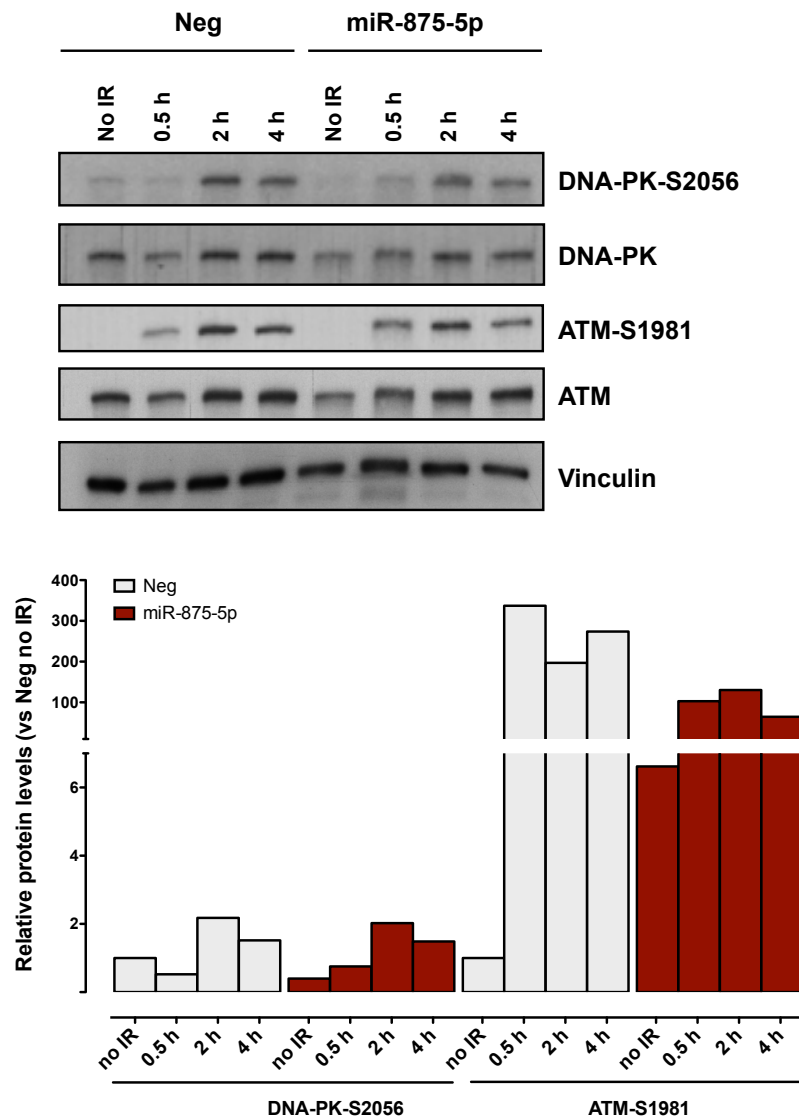 Neg miR-875-5p
No IR 0.5 h 2 h 4 h No IR 0.5 h 2 h 4 h
DNA-PK-S2056
DNA-PK
ATM-S1981
ATM
Vinculin
Relative protein levels (vs Neg no IR)
400
300
200
100
6
4
2
Neg
miR-875-5p
no IR 0.5 h 2 h 4 h no IR 0.5 h 2 h 4 h no IR 0.5 h 2 h 4 h no IR 0.5 h 2 h 4 h
DNA-PK-S2056 ATM-S1981